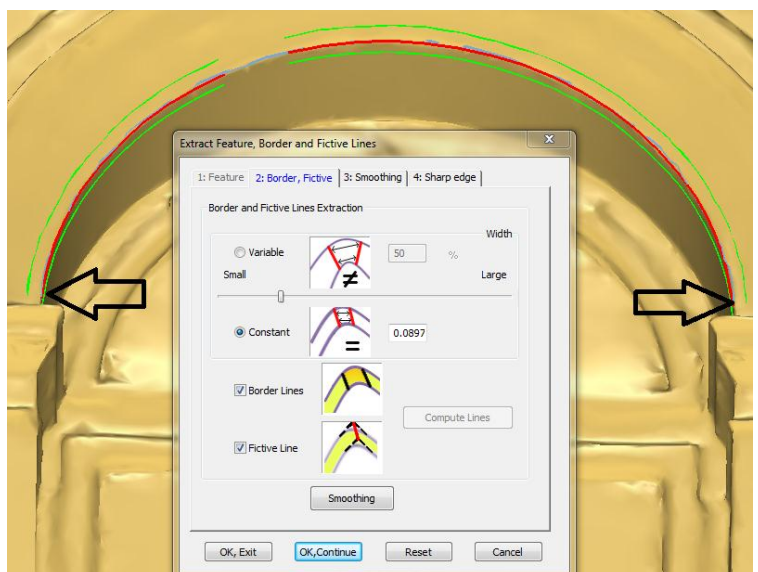 Extract Feature, Border and Fictive Lines
x
1: Feature 2: Border, Fictive 3: Smoothing 4: Sharp edge
Border and Fictive Lines Extraction
Width
Variable 50 %
Small Large
≠
Constant 0.0897
=
Border Lines
Compute Lines
Fictive Line
Smoothing
OK, Exit OK,Continue Reset Cancel